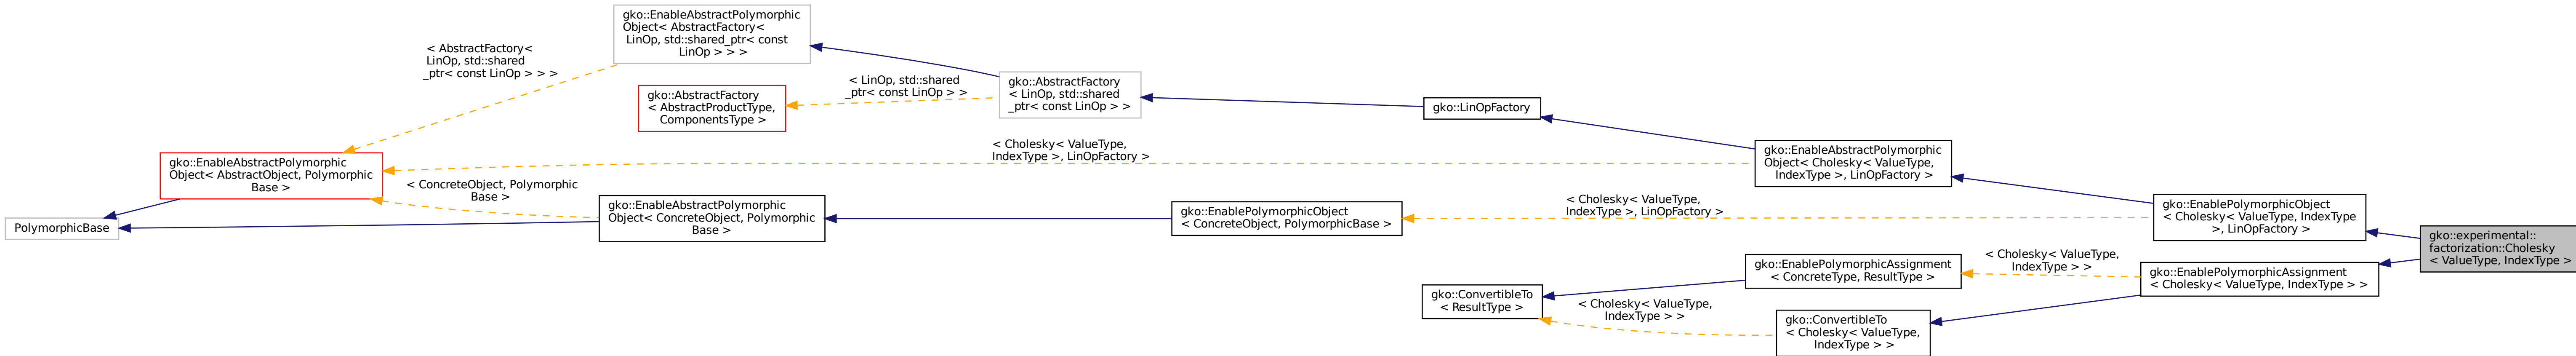 gko::EnableAbstractPolymorphic
Object< AbstractFactory<
LinOp, std::shared_ptr< const
LinOp > > >
< AbstractFactory<
LinOp, std::shared
_ptr< const LinOp > > >
gko::AbstractFactory
< AbstractProductType,
ComponentsType >
< LinOp, std::shared
_ptr< const LinOp > >
gko::AbstractFactory
< LinOp, std::shared
_ptr< const LinOp > >
gko::LinOpFactory
gko::EnableAbstractPolymorphic
Object< AbstractObject, Polymorphic
Base >
< Cholesky< ValueType,
IndexType >, LinOpFactory >
gko::EnableAbstractPolymorphic
Object< Cholesky< ValueType,
IndexType >, LinOpFactory >
< ConcreteObject, Polymorphic
Base >
PolymorphicBase
gko::EnableAbstractPolymorphic
Object< ConcreteObject, Polymorphic
Base >
gko::EnablePolymorphicObject
< ConcreteObject, PolymorphicBase >
< Cholesky< ValueType,
IndexType >, LinOpFactory >
gko::EnablePolymorphicObject
< Cholesky< ValueType, IndexType
>, LinOpFactory >
gko::experimental::
factorization::Cholesky
< ValueType, IndexType >
gko::EnablePolymorphicAssignment
< ConcreteType, ResultType >
< Cholesky< ValueType,
IndexType > >
gko::EnablePolymorphicAssignment
< Cholesky< ValueType, IndexType > >
gko::ConvertibleTo
< ResultType >
< Cholesky< ValueType,
IndexType > >
gko::ConvertibleTo
< Cholesky< ValueType,
IndexType > >